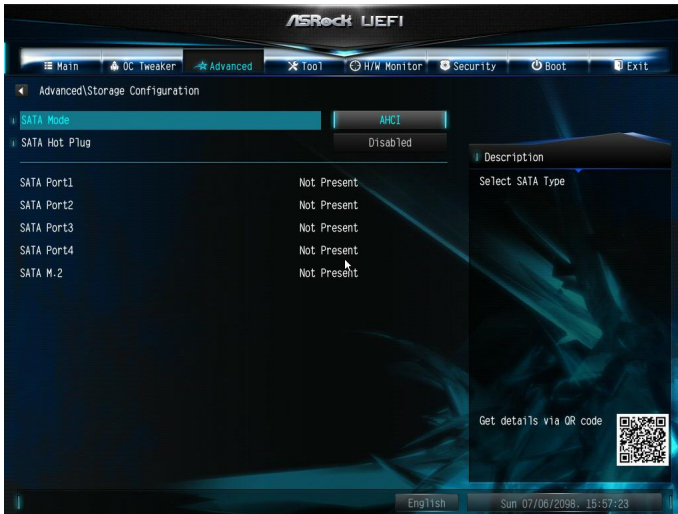 ASRock UEFI
Main OC Tweaker Advanced Tool H/W Monitor Security Boot Exit
Advanced\Storage Configuration
SATA Mode AHCI
SATA Hot Plug Disabled
Description
Select SATA Type
SATA Port1 Not Present
SATA Port2 Not Present
SATA Port3 Not Present
SATA Port4 Not Present
SATA M.2 Not Present
Get details via QR code
English Sun 07/06/2098, 15:57:23